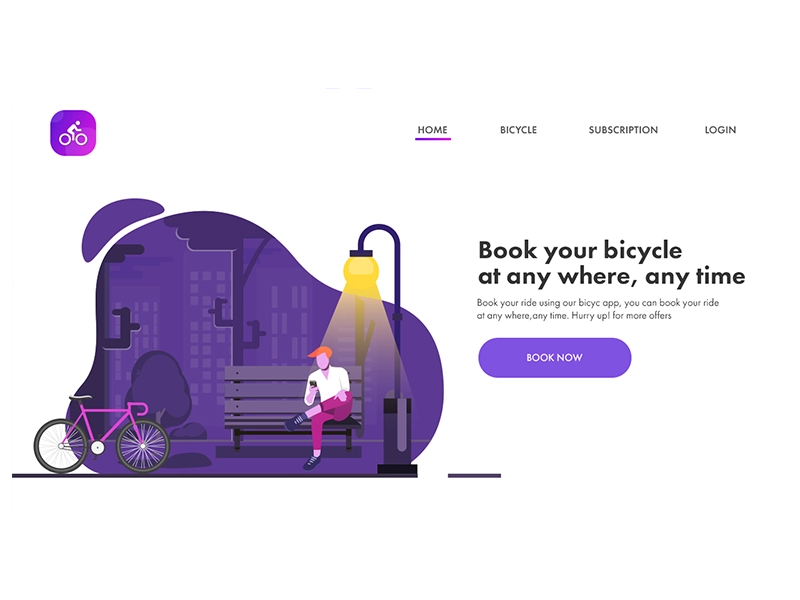 HOME BICYCLE SUBSCRIPTION LOGIN
Book your bicycle
at any where, any time
Book your ride using our bicyc app, you can book your ride
at any where,any time. Hurry up! for more offers
BOOK NOW